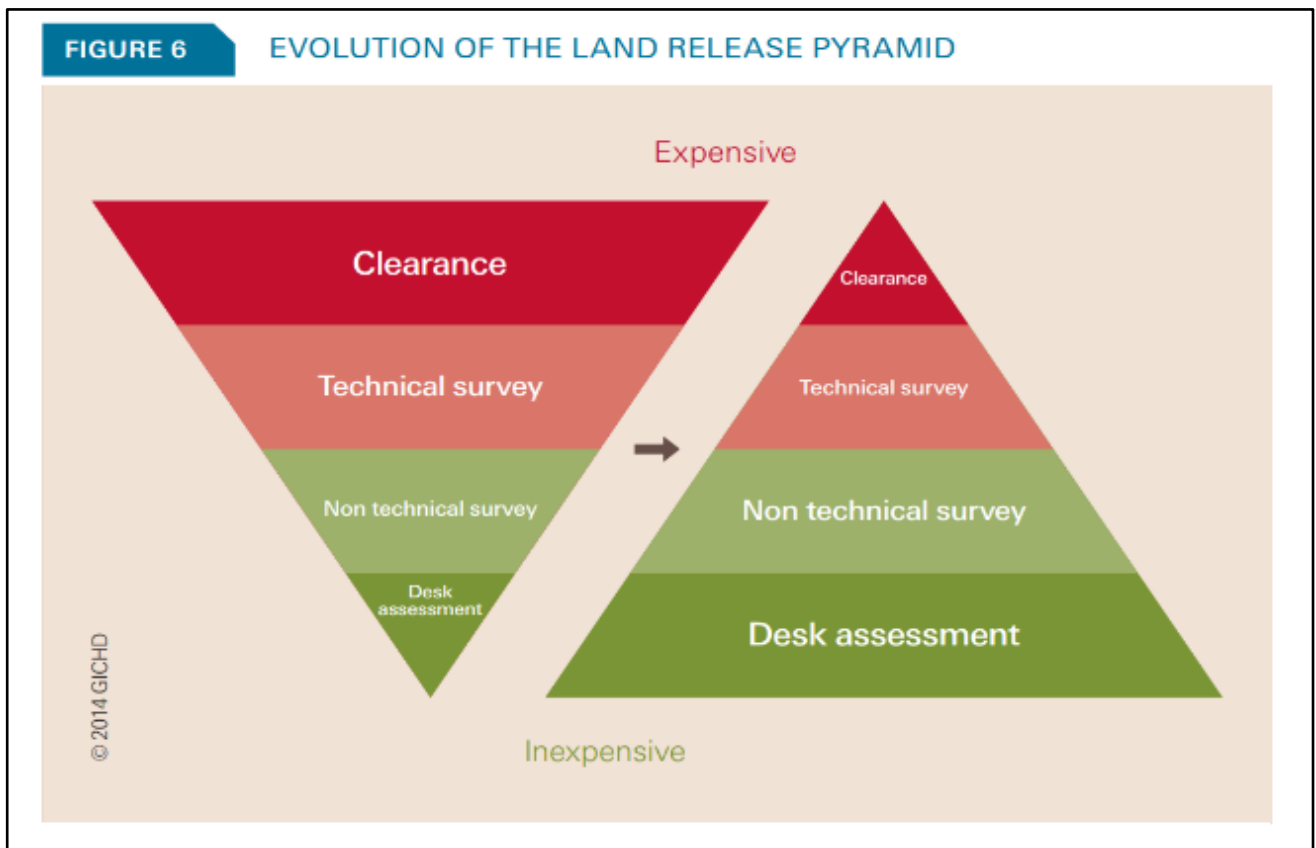 FIGURE 6
EVOLUTION OF THE LAND RELEASE PYRAMID
Expensive
Clearance
Technical survey
Non technical survey
Desk
assessment
Clearance
Technical survey
Non technical survey
Desk assessment
Inexpensive
© 2014 GICHD